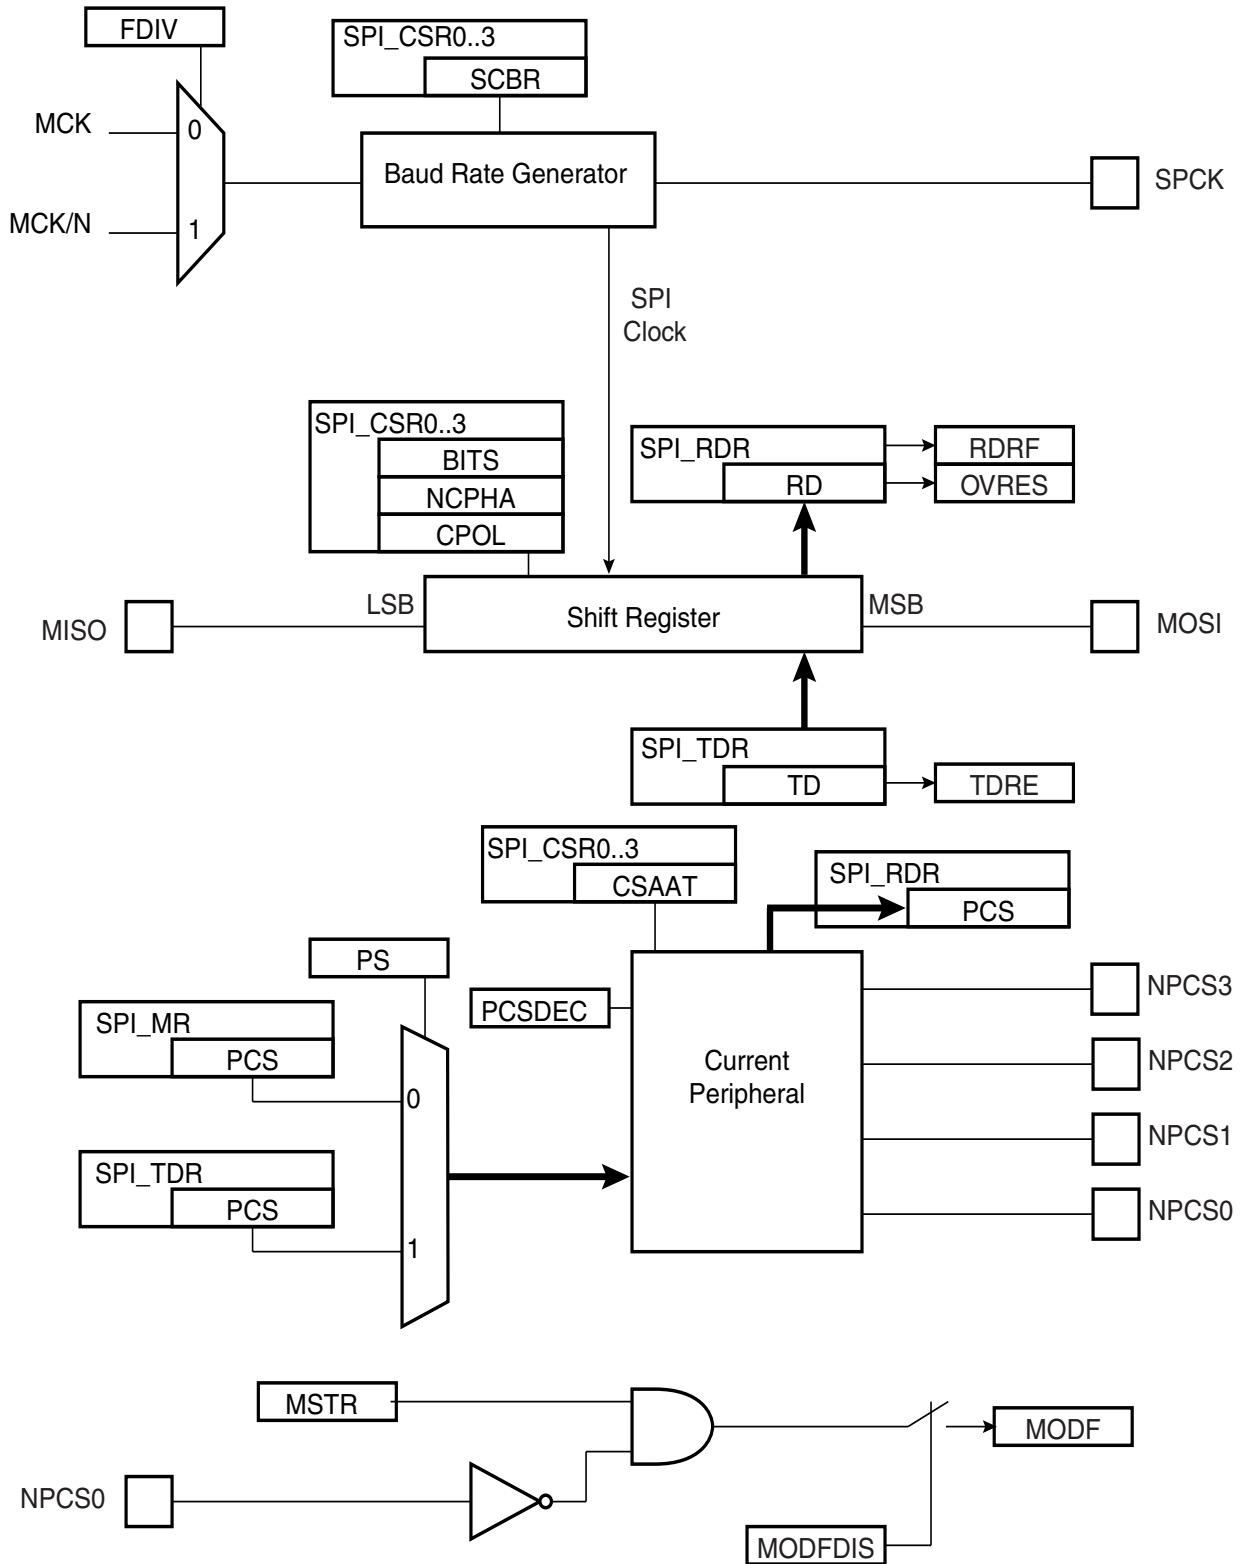 FDIV
SPI_CSR0..3
SCBR
MCK
0
Baud Rate Generator
SPCK
MCK/N
1
SPI
Clock
SPI_CSR0..3
BITS
NCPHA
CPOL
SPI_RDR
RD
RDRF
OVRES
LSB
MSB
MISO
Shift Register
MOSI
SPI_TDR
TD
TDRE
SPI_CSR0..3
CSAAT
SPI_RDR
PCS
PS
PCSDEC
NPCS3
SPI_MR
PCS
0
Current
Peripheral
NPCS2
NPCS1
SPI_TDR
PCS
1
NPCS0
MSTR
MODF
NPCS0
MODFDIS